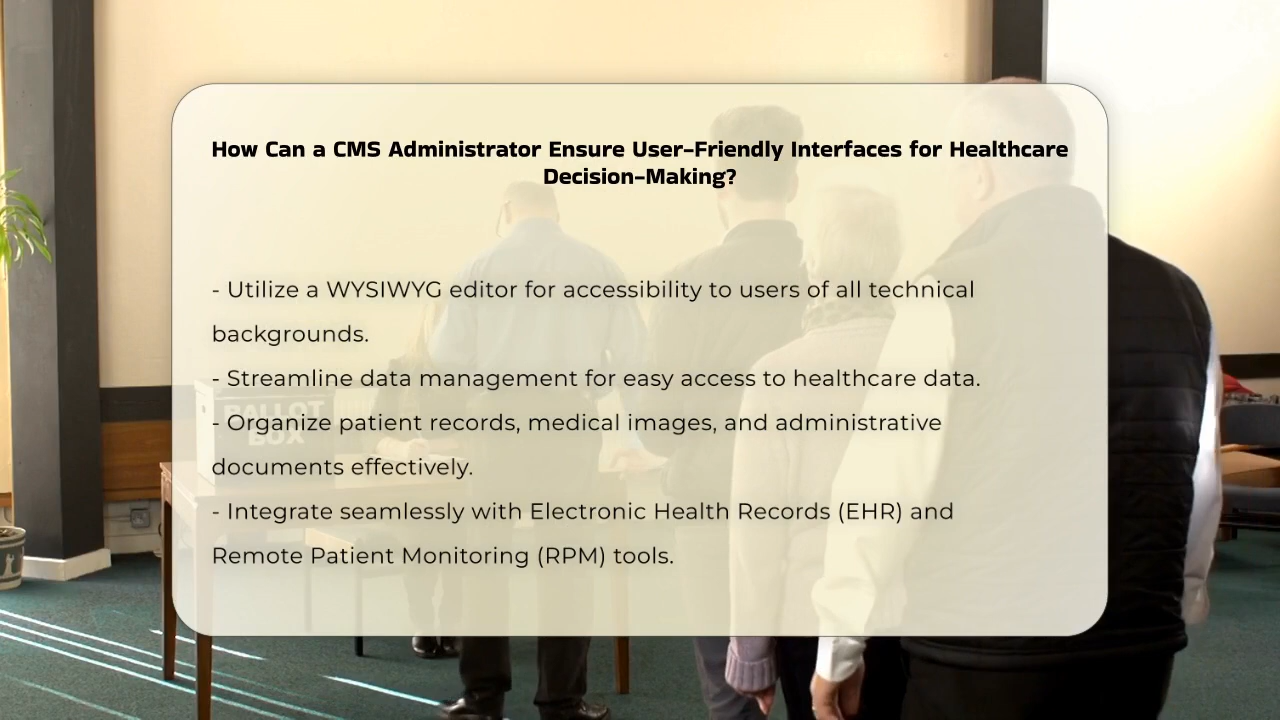 How Can a CMS Administrator Ensure User-Friendly Interfaces for Healthcare
Decision-Making?
- Utilize a WYSIWYG editor for accessibility to users of all technical
backgrounds.
- Streamline data management for easy access to healthcare data.
- Organize patient records, medical images, and administrative
documents effectively.
- Integrate seamlessly with Electronic Health Records (EHR) and
Remote Patient Monitoring (RPM) tools.
BALLOT
BOX